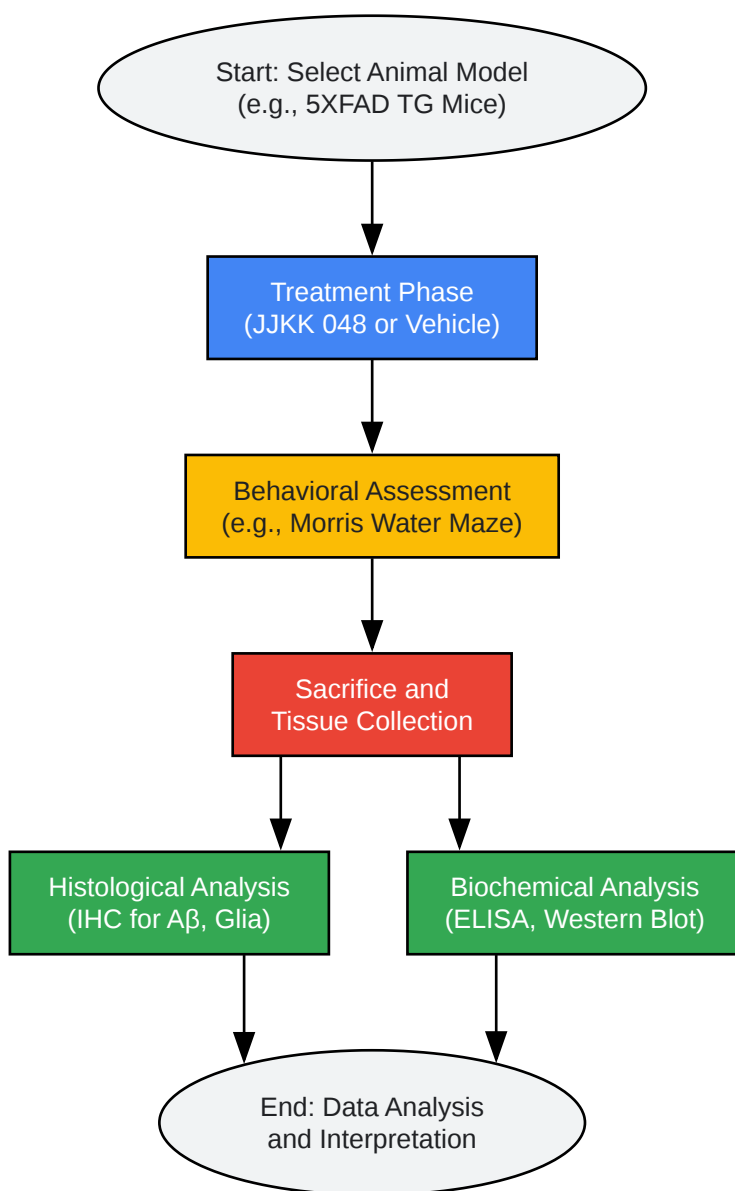 Start: Select Animal Model
(e.g., 5XFAD TG Mice)
Treatment Phase
(JJKK 048 or Vehicle)
Behavioral Assessment
(e.g., Morris Water Maze)
Sacrifice and
Tissue Collection
Histological Analysis
(IHC for Aβ, Glia)
Biochemical Analysis
(ELISA, Western Blot)
End: Data Analysis
and Interpretation